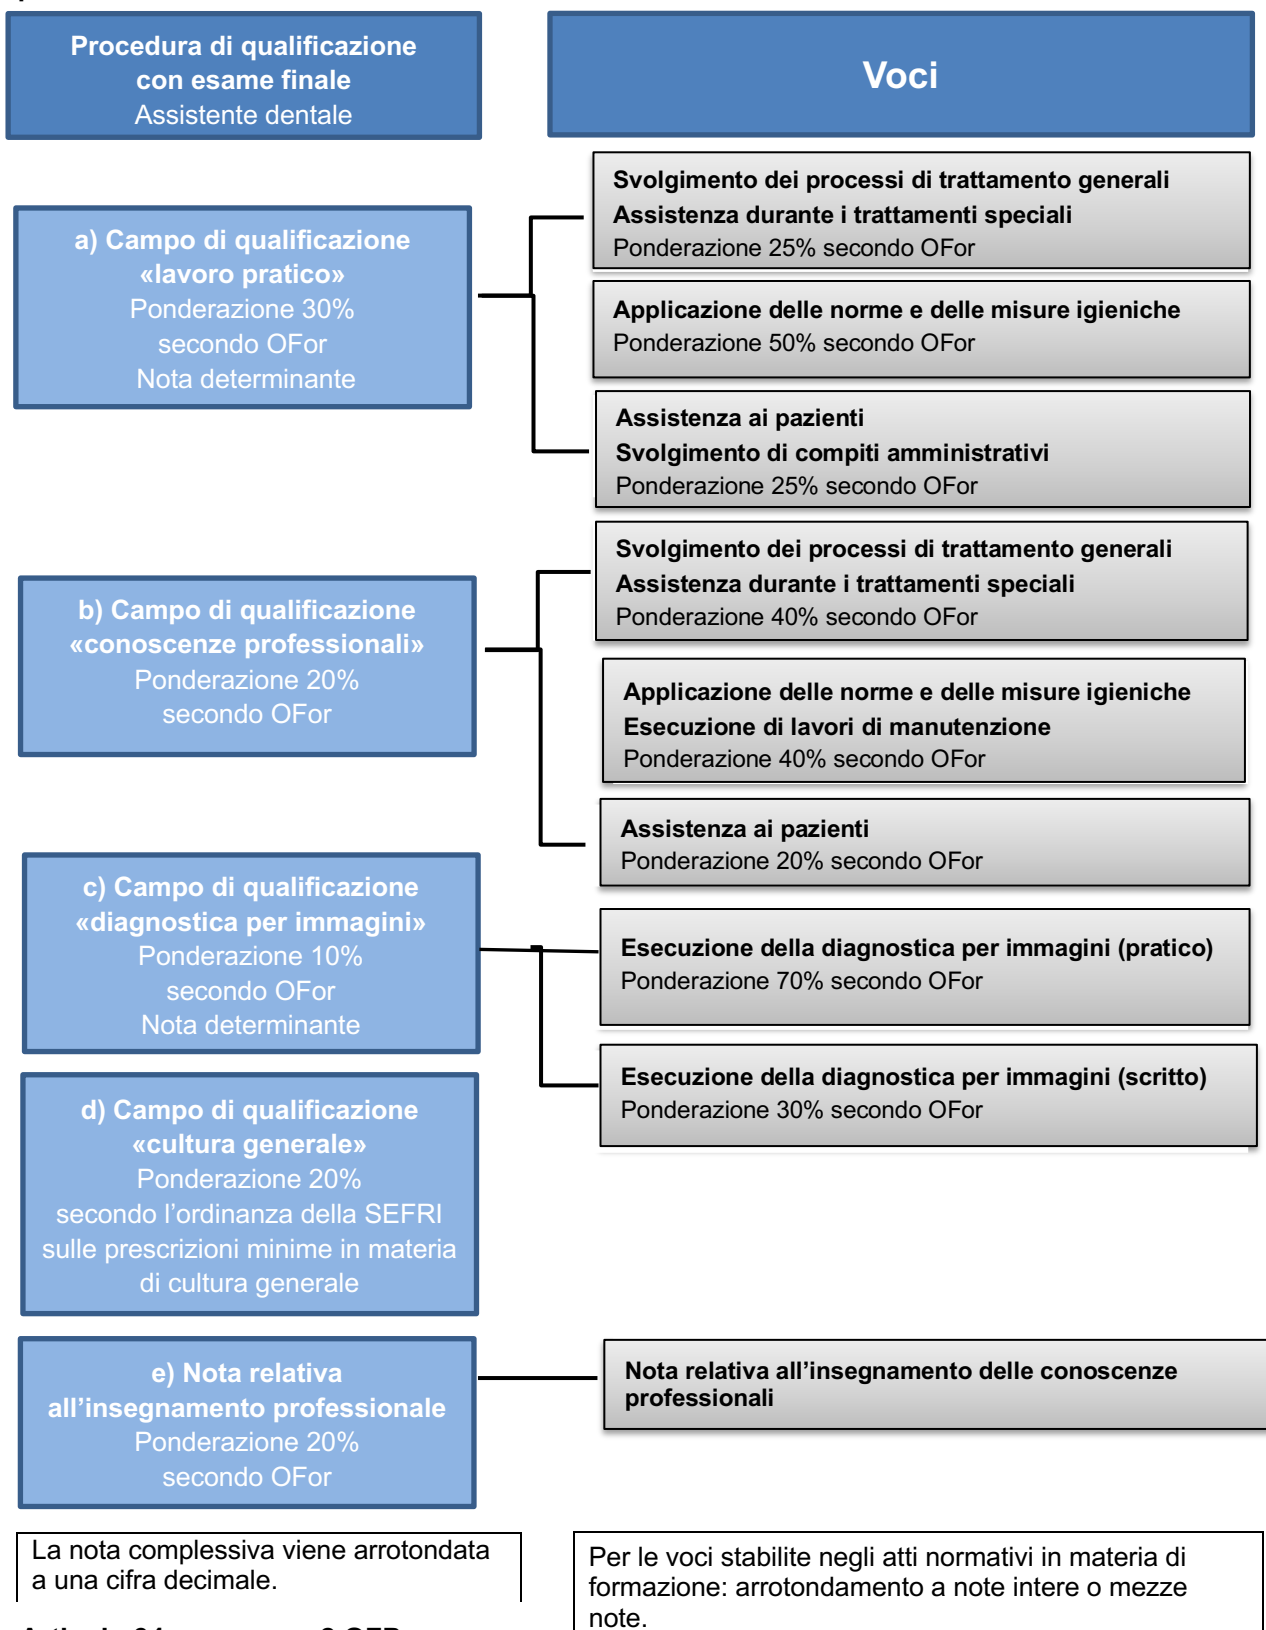 Procedura di qualificazione
con esame finale
Assistente dentale
Voci
a) Campo di qualificazione
«lavoro pratico»
Ponderazione 30%
secondo OFor
Nota determinante
Svolgimento dei processi di trattamento generali
Assistenza durante i trattamenti speciali
Ponderazione 25% secondo OFor
Applicazione delle norme e delle misure igieniche
Ponderazione 50% secondo OFor
Assistenza ai pazienti
Svolgimento di compiti amministrativi
Ponderazione 25% secondo OFor
b) Campo di qualificazione
«conoscenze professionali»
Ponderazione 20%
secondo OFor
Svolgimento dei processi di trattamento generali
Assistenza durante i trattamenti speciali
Ponderazione 40% secondo OFor
Applicazione delle norme e delle misure igieniche
Esecuzione di lavori di manutenzione
Ponderazione 40% secondo OFor
Assistenza ai pazienti
Ponderazione 20% secondo OFor
c) Campo di qualificazione
«diagnostica per immagini»
Ponderazione 10%
secondo OFor
Nota determinante
Esecuzione della diagnostica per immagini (pratico)
Ponderazione 70% secondo OFor
Esecuzione della diagnostica per immagini (scritto)
Ponderazione 30% secondo OFor
d) Campo di qualificazione
«cultura generale»
Ponderazione 20%
secondo l’ordinanza della SEFRI
sulle prescrizioni minime in materia
di cultura generale
e) Nota relativa
all’insegnamento professionale
Ponderazione 20%
secondo OFor
Nota relativa all’insegnamento delle conoscenze
professionali
La nota complessiva viene arrotondata
a una cifra decimale.
Per le voci stabilite negli atti normativi in materia di
formazione: arrotondamento a note intere o mezze
note.